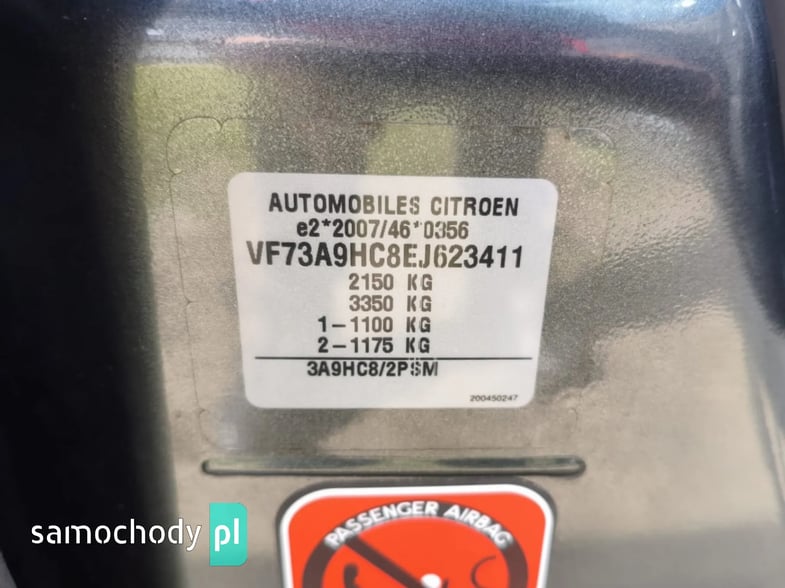 AUTOMOBILES CITROEN
e2*2007/46*0356
VF73A9HC8EJ623411
2150 KG
3350 KG
1-1100 KG
2-1175 KG
3A9HC8/2PSM
200450247
PASSENGER AIRBAG
samochody pl